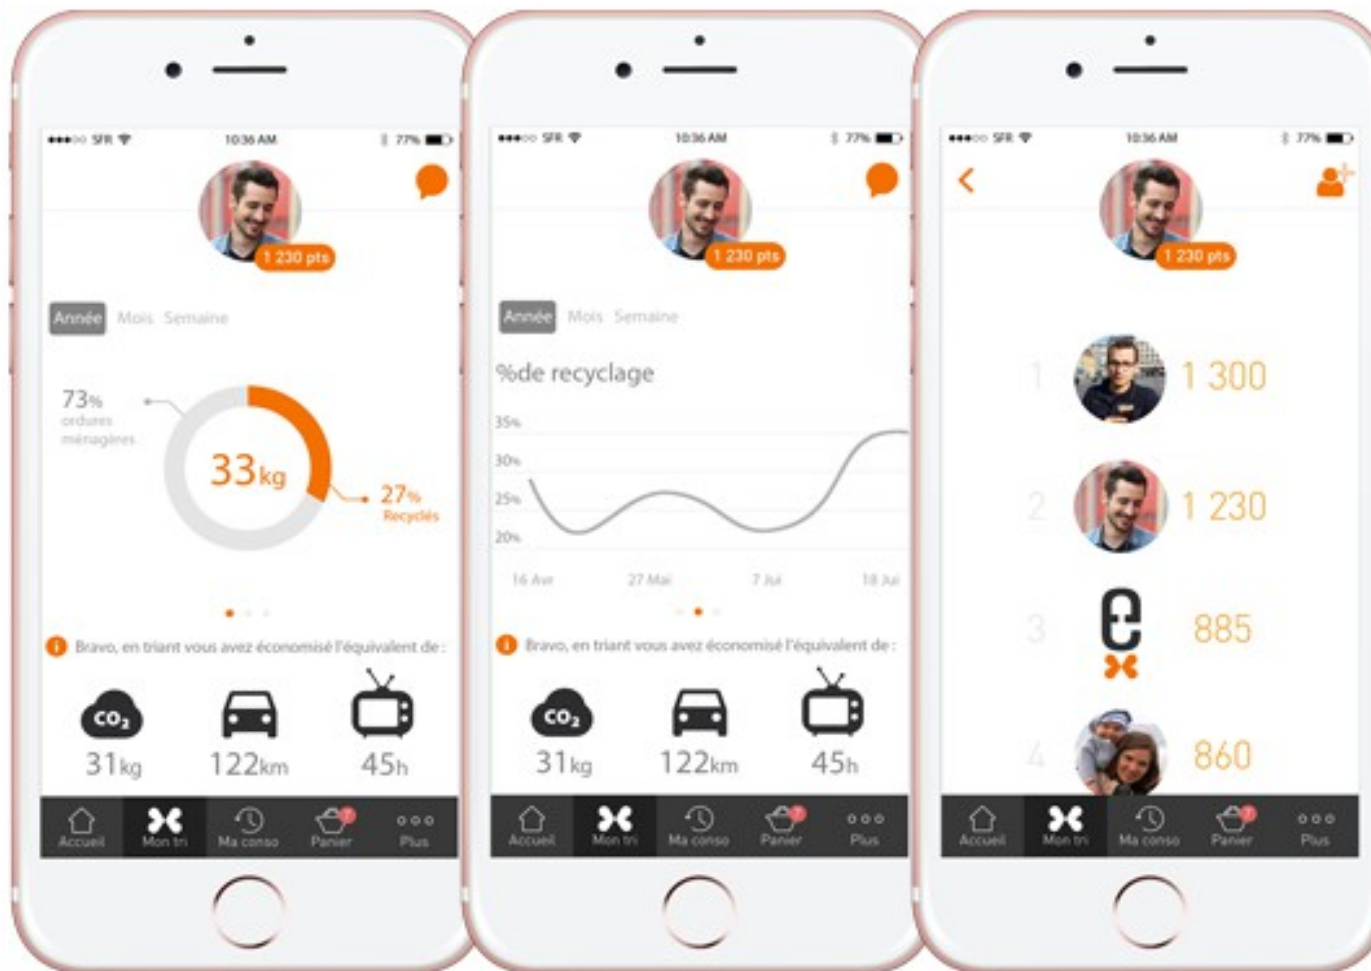 SFR
10:36 AM
77%
1 230 pts
Année Mois Semaine
73%
ordures
ménagères
33kg
27%
Recyclés
Bravo, en triant vous avez économisé l'équivalent de :
CO2
31kg 122km 45h
7
Accueil Mon tri Ma conso Panier Plus
SFR
10:36 AM
77%
1 230 pts
Année Mois Semaine
%de recyclage
35%
30%
25%
20%
16 Avr 27 Mai 7 Jui 18 Jui
Bravo, en triant vous avez économisé l'équivalent de :
CO2
31kg 122km 45h
7
Accueil Mon tri Ma conso Panier Plus
SFR
10:36 AM
77%
1 230 pts
1 1 300
2 1 230
3 885
4 860
7
Accueil Mon tri Ma conso Panier Plus